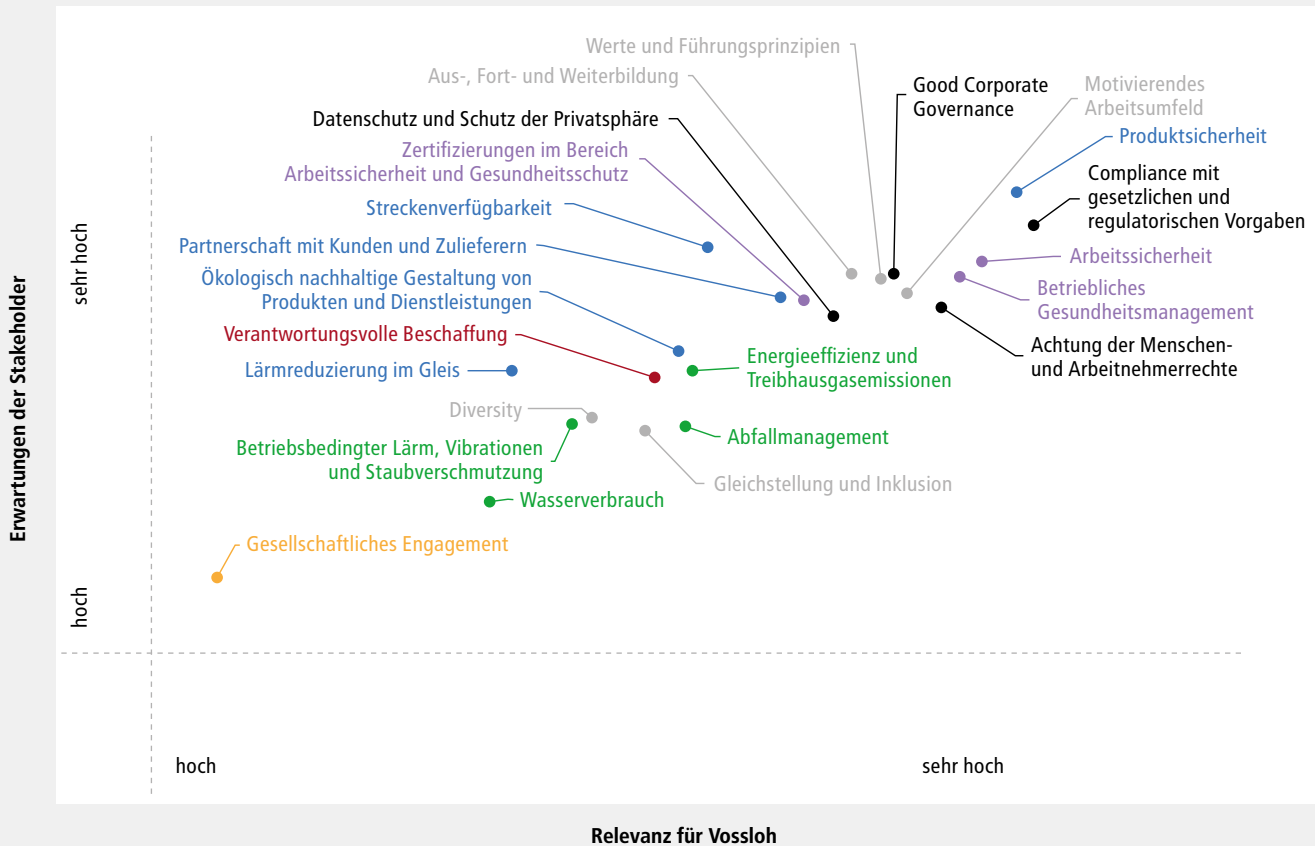 Werte und Führungsprinzipien
Aus-, Fort- und Weiterbildung
Good Corporate
Governance
Motivierendes
Arbeitsumfeld
Datenschutz und Schutz der Privatsphäre
Produktsicherheit
Zertifizierungen im Bereich
Arbeitssicherheit und Gesundheitsschutz
Compliance mit
gesetzlichen und
regulatorischen Vorgaben
Streckenverfügbarkeit
Partnerschaft mit Kunden und Zulieferern
Arbeitssicherheit
Ökologisch nachhaltige Gestaltung von
Produkten und Dienstleistungen
Betriebliches
Gesundheitsmanagement
Verantwortungsvolle Beschaffung
Achtung der Menschen-
und Arbeitnehmerrechte
Lärmreduzierung im Gleis
Energieeffizienz und
Treibhausgasemissionen
Diversity
Abfallmanagement
Betriebsbedingter Lärm, Vibrationen
und Staubverschmutzung
Gleichstellung und Inklusion
Wasserverbrauch
Gesellschaftliches Engagement
Erwartungen der Stakeholder
sehr hoch
hoch
hoch
sehr hoch
Relevanz für Vossloh